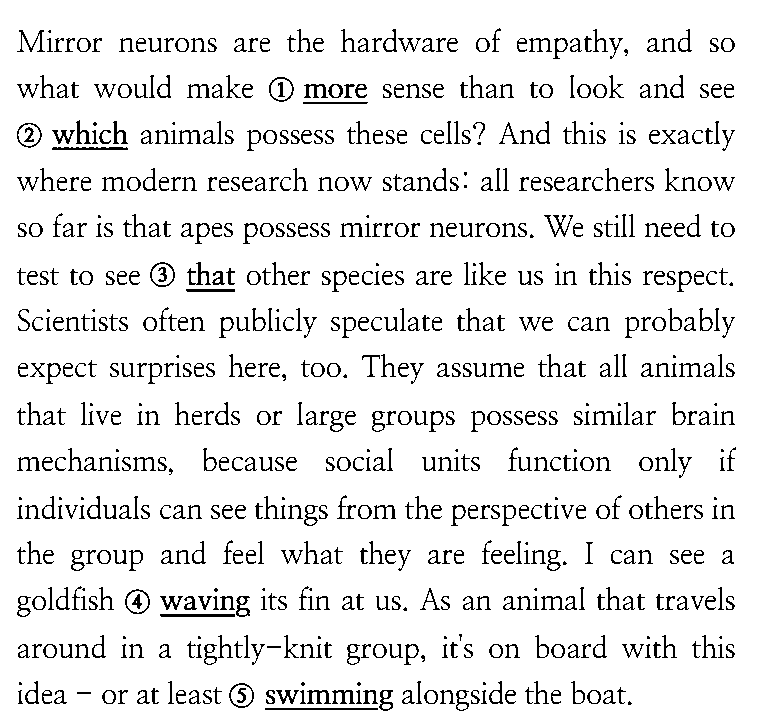 Mirror neurons are the hardware of empathy, and so
what would make ① more sense than to look and see
② which animals possess these cells? And this is exactly
where modern research now stands: all researchers know
so far is that apes possess mirror neurons. We still need to
test to see ③ that other species are like us in this respect.
Scientists often publicly speculate that we can probably
expect surprises here, too. They assume that all animals
that live in herds or large groups possess similar brain
mechanisms, because social units function only if
individuals can see things from the perspective of others in
the group and feel what they are feeling. I can see a
goldfish ④ waving its fin at us. As an animal that travels
around in a tightly-knit group, it's on board with this
idea - or at least ⑤ swimming alongside the boat.